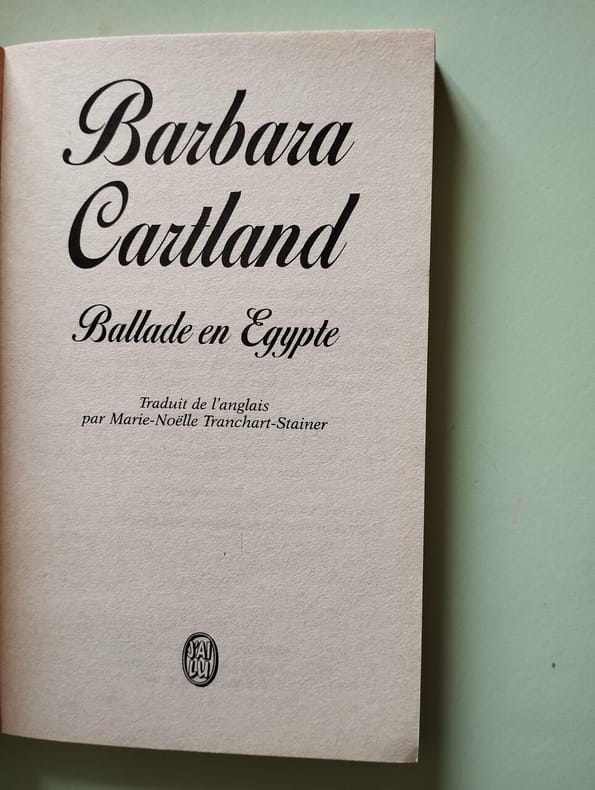 Barbara
Cartland
Ballade en Egypte
Traduit de l'anglais
par Marie-Noëlle Tranchart-Stainer
J'AI
LU